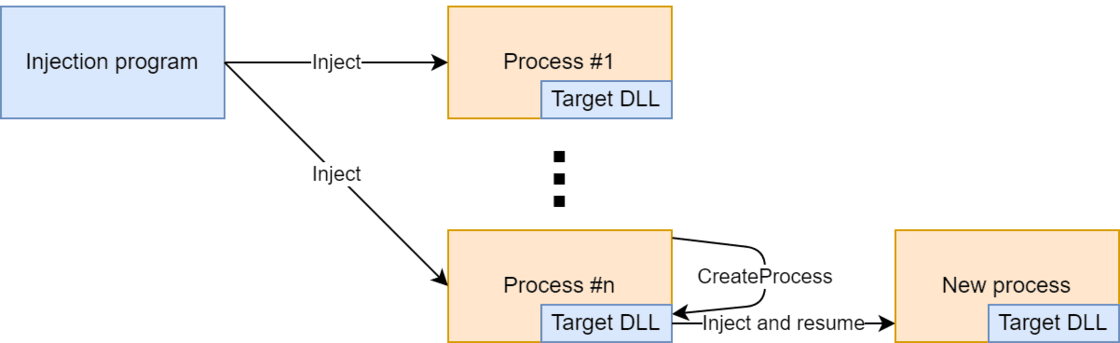 Injection program
Inject
Process #1
Target DLL
Inject
Process #n
Target DLL
CreateProcess
Inject and resume
New process
Target DLL